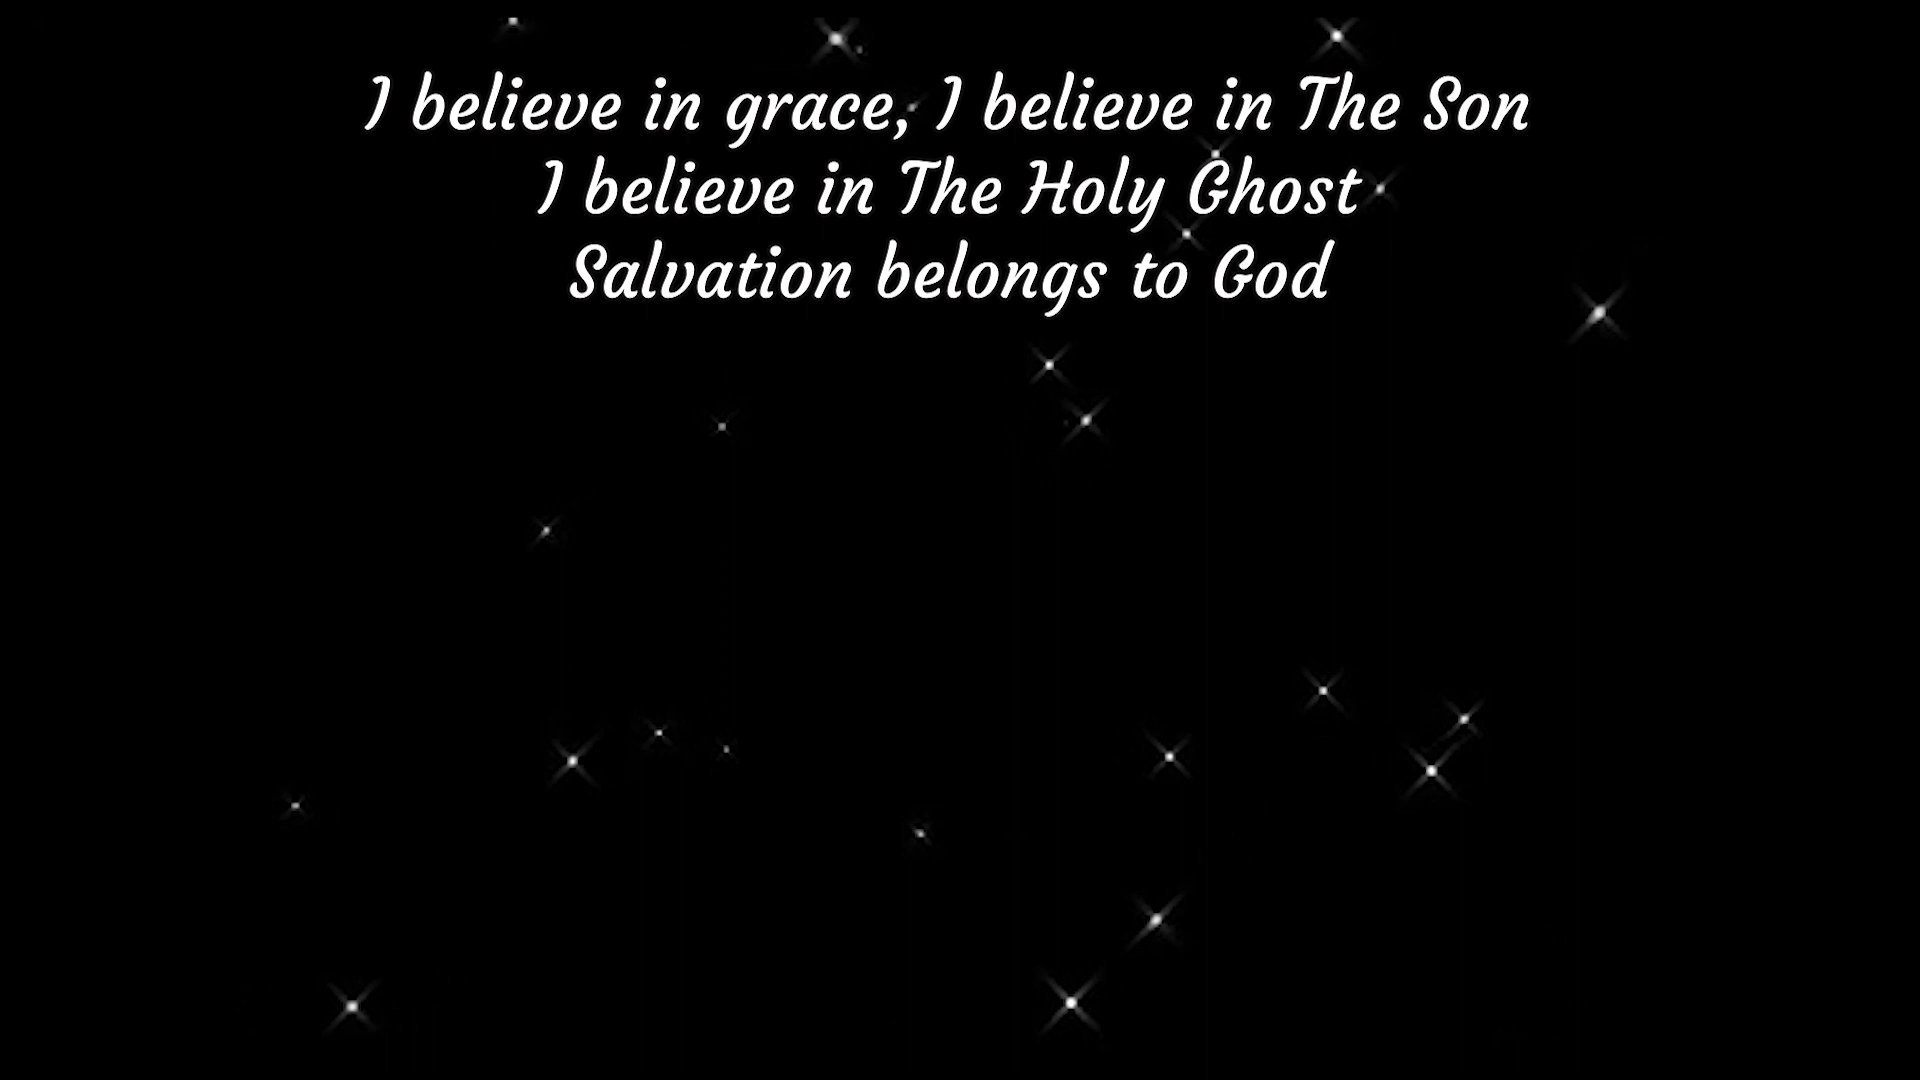 I believe in grace, I believe in The Son
I believe in The Holy Ghost
Salvation belongs to God